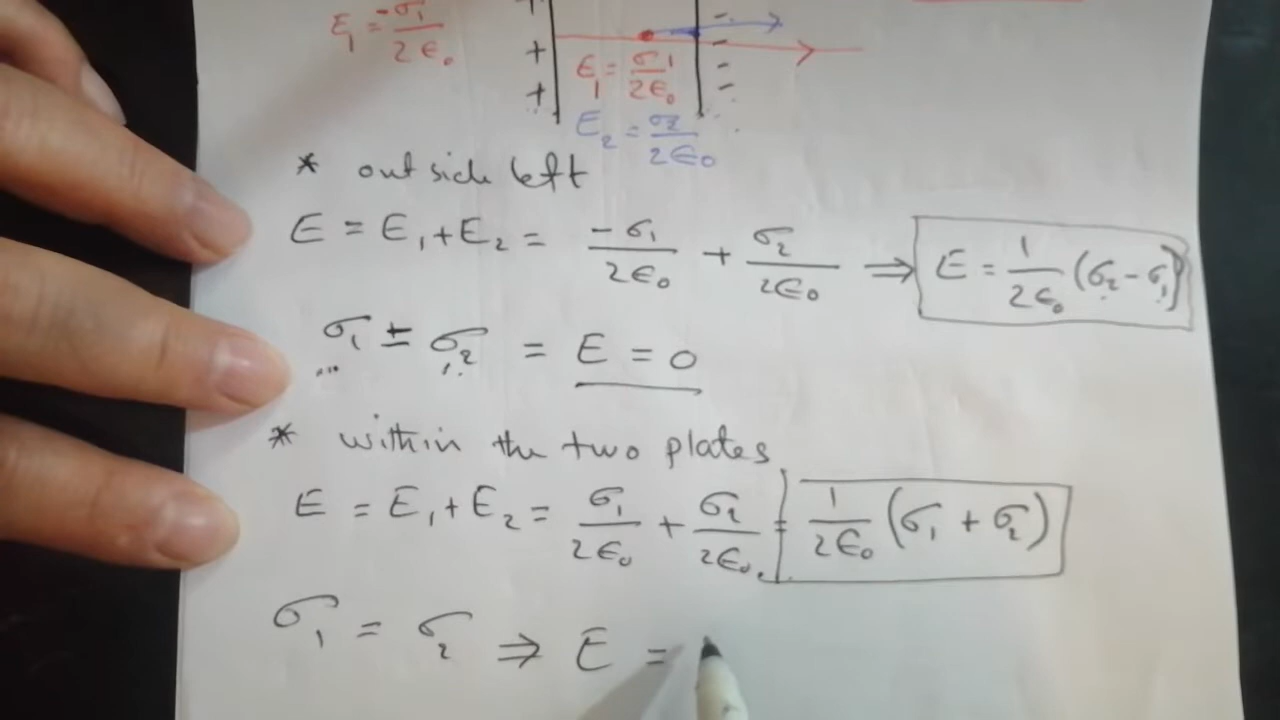 E₁ = -σ₁/2ε₀
+ -
+ -
+ -
E₁ = σ₁/2ε₀
E₂ = σ₂/2ε₀
* outside left
E = E₁ + E₂ = -σ₁/2ε₀ + σ₂/2ε₀ ⇒ E = 1/2ε₀ (σ₂ - σ₁)
σ₁ ± σ₂ = E = 0
* within the two plates
E = E₁ + E₂ = σ₁/2ε₀ + σ₂/2ε₀ = 1/2ε₀ (σ₁ + σ₂)
σ₁ = σ₂ ⇒ E =